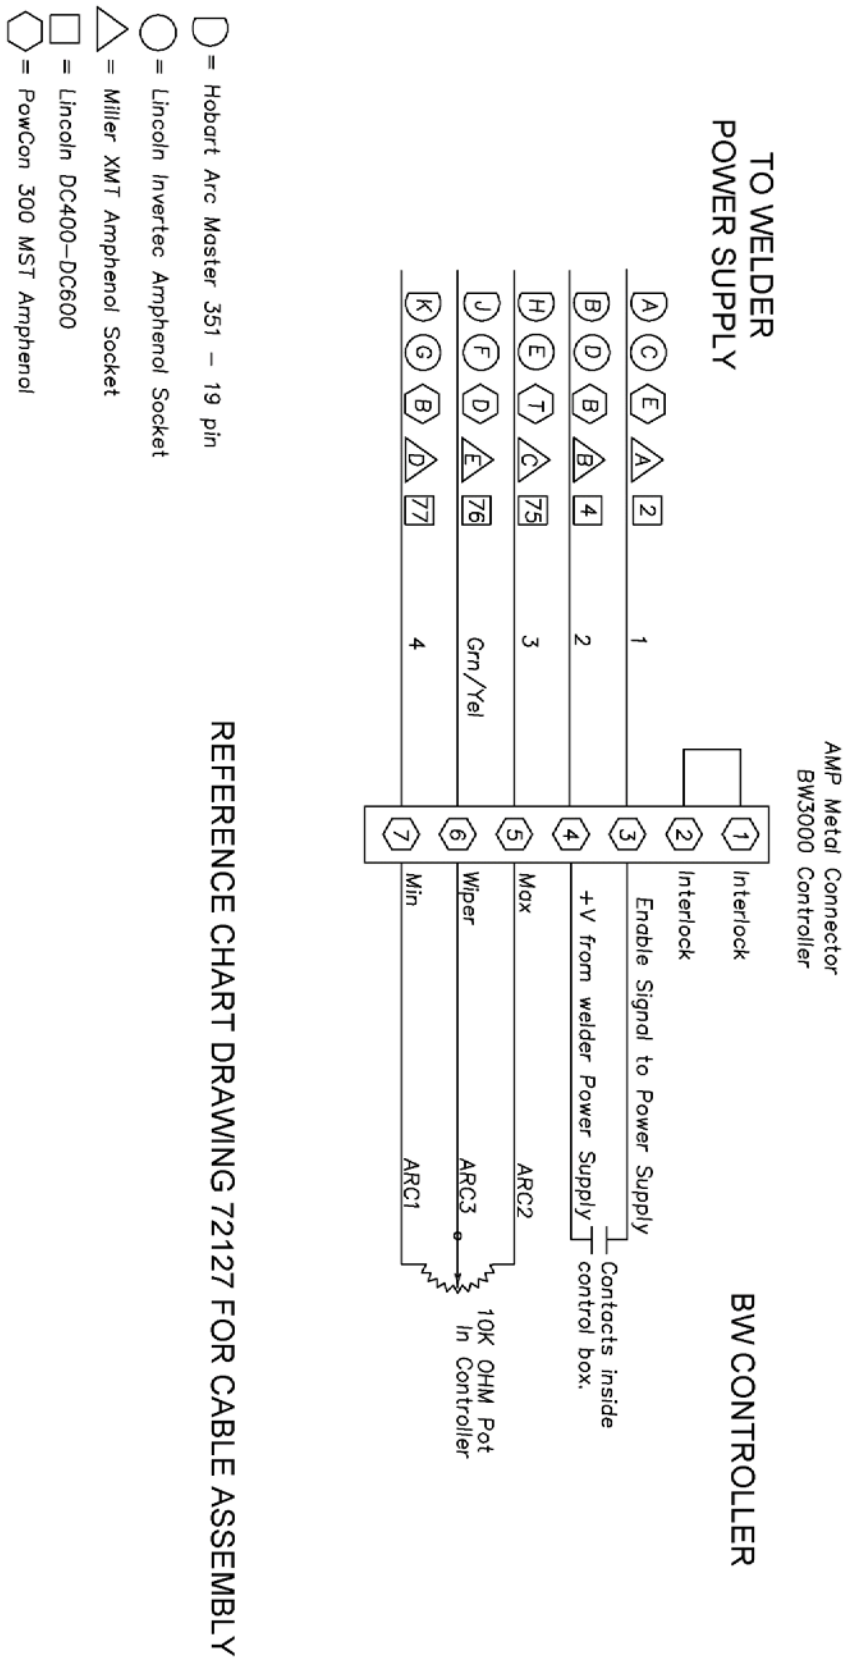 AMP Metal Connector
BW3000 Controller
TO WELDER
POWER SUPPLY
BW CONTROLLER
1 Interlock
2 Interlock
A C E A 2 1 3 Enable Signal to Power Supply
B D B B 4 2 4 +V from welder Power Supply
Contacts inside
control box.
H E T C 75 3 5 Max ARC2
J F D E 76 Grn/Yel 6 Wiper ARC3
K G B D 77 4 7 Min ARC1
10K OHM Pot
In Controller
REFERENCE CHART DRAWING 72127 FOR CABLE ASSEMBLY
= Hobart Arc Master 351 - 19 pin
= Lincoln Invertec Amphenol Socket
= Miller XMT Amphenol Socket
= Lincoln DC400-DC600
= PowCon 300 MST Amphenol